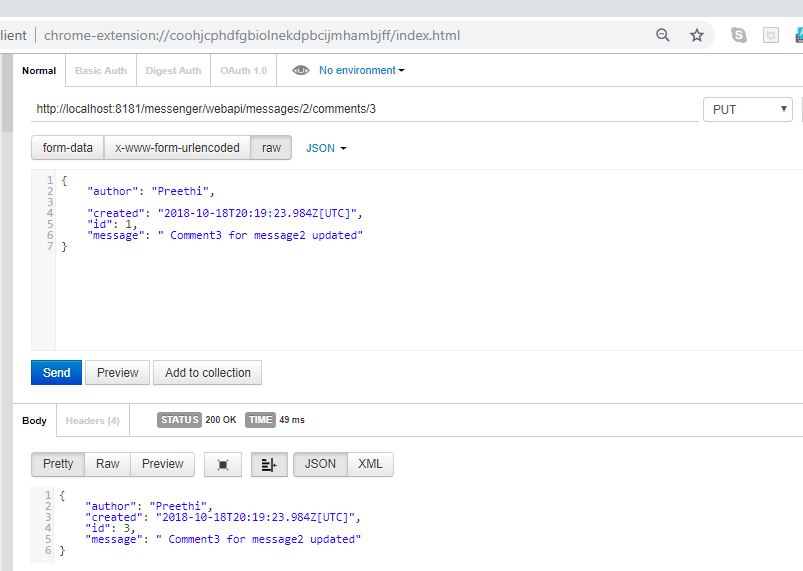 lient chrome-extension://coohjcphdfgbiolnekdpbcijmhambjff/index.html
Normal Basic Auth Digest Auth OAuth 1.0 No environment
http://localhost:8181/messenger/webapi/messages/2/comments/3 PUT
form-data x-www-form-urlencoded raw JSON
1 {
2 "author": "Preethi",
3
4 "created": "2018-10-18T20:19:23.984Z[UTC]",
5 "id": 1,
6 "message": " Comment3 for message2 updated"
7 }
Send Preview Add to collection
Body Headers (4) STATUS 200 OK TIME 49 ms
Pretty Raw Preview JSON XML
1 {
2 "author": "Preethi",
3 "created": "2018-10-18T20:19:23.984Z[UTC]",
4 "id": 3,
5 "message": " Comment3 for message2 updated"
6 }